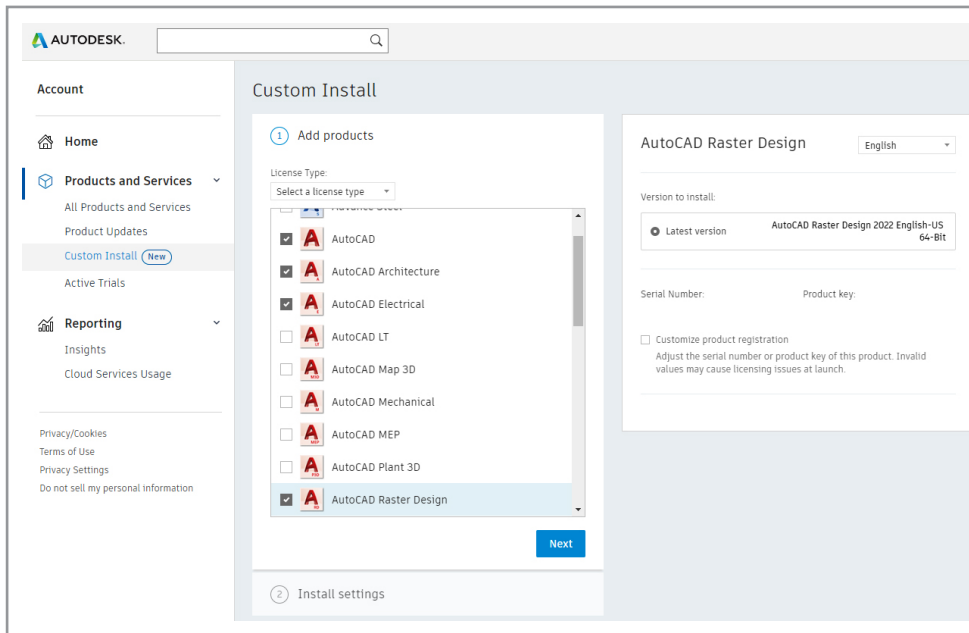 AUTODESK.
Account
Home
Products and Services
All Products and Services
Product Updates
Custom Install New
Active Trials
Reporting
Insights
Cloud Services Usage
Privacy/Cookies
Terms of Use
Privacy Settings
Do not sell my personal information
Custom Install
1 Add products
License Type:
Select a license type
Advance Steel
AutoCAD
AutoCAD Architecture
AutoCAD Electrical
AutoCAD LT
AutoCAD Map 3D
AutoCAD Mechanical
AutoCAD MEP
AutoCAD Plant 3D
AutoCAD Raster Design
Next
2 Install settings
AutoCAD Raster Design
English
Version to install:
Latest version
AutoCAD Raster Design 2022 English-US
64-Bit
Serial Number:
Product key:
Customize product registration
Adjust the serial number or product key of this product. Invalid
values may cause licensing issues at launch.